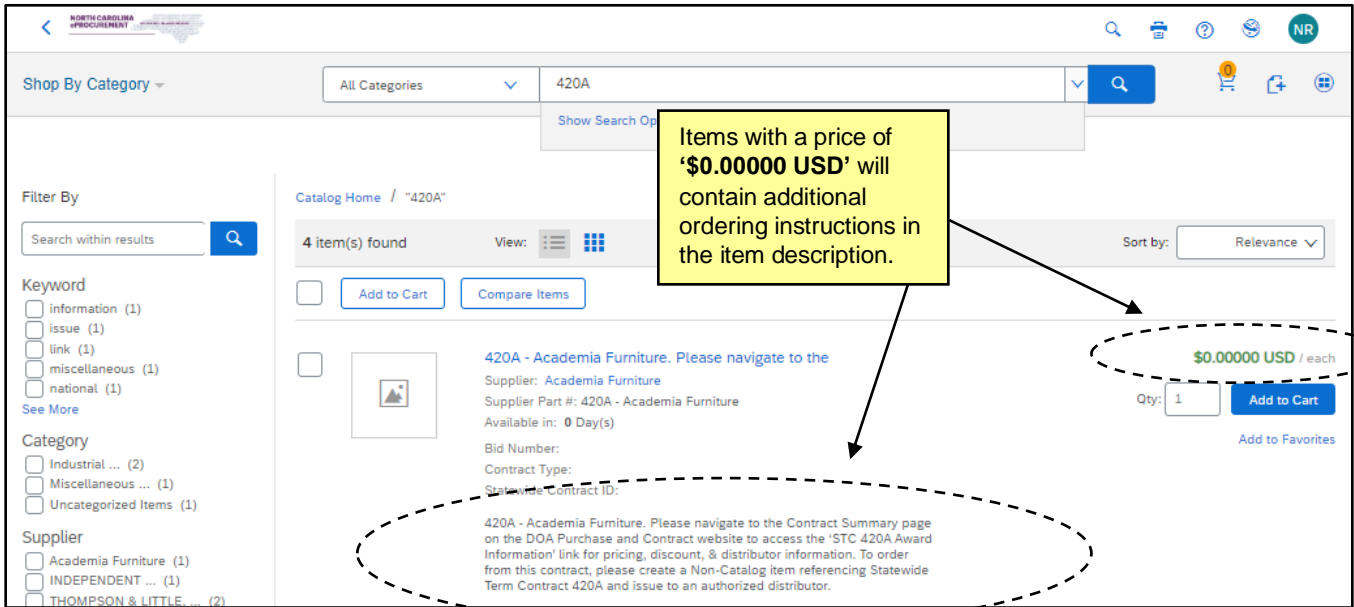 NORTH CAROLINA
ePROCUREMENT
NR
Shop By Category
All Categories
420A
0
Show Search Op
Items with a price of
‘$0.00000 USD’ will
contain additional
ordering instructions in
the item description.
Filter By
Catalog Home / "420A"
Search within results
4 item(s) found
View:
Sort by:
Relevance
Keyword
Add to Cart
Compare Items
information (1)
issue (1)
link (1)
miscellaneous (1)
national (1)
See More
Category
Industrial ... (2)
Miscellaneous ... (1)
Uncategorized Items (1)
Supplier
Academia Furniture (1)
INDEPENDENT ... (1)
THOMPSON & LITTLE, ... (2)
420A - Academia Furniture. Please navigate to the
Supplier: Academia Furniture
Supplier Part #: 420A - Academia Furniture
Available in: 0 Day(s)
Bid Number:
Contract Type:
Statewide Contract ID:
420A - Academia Furniture. Please navigate to the Contract Summary page
on the DOA Purchase and Contract website to access the ‘STC 420A Award
Information’ link for pricing, discount, & distributor information. To order
from this contract, please create a Non-Catalog item referencing Statewide
Term Contract 420A and issue to an authorized distributor.
$0.00000 USD / each
Qty: 1
Add to Cart
Add to Favorites